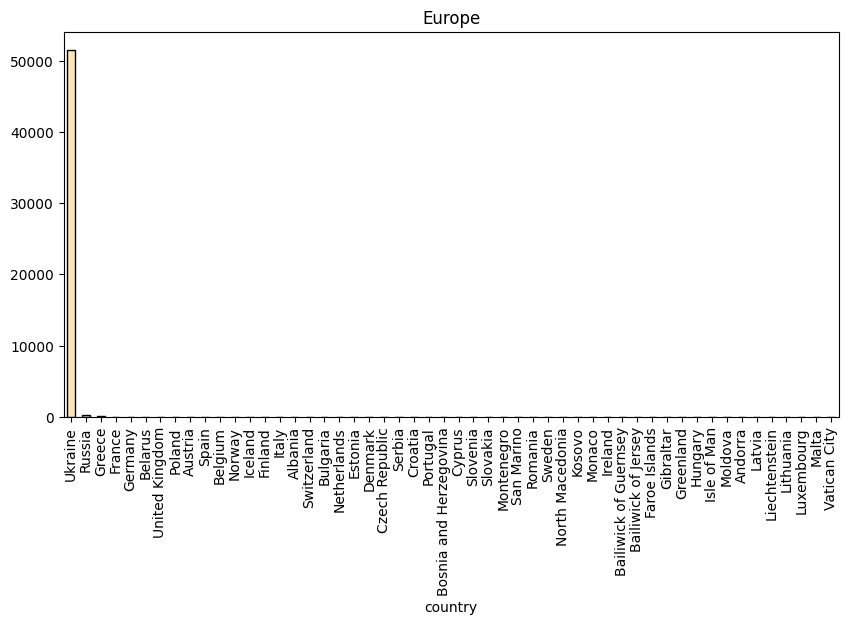 Europe
50000
40000
30000
20000
10000
0
Ukraine
Russia
Greece
France
Germany
Belarus
United Kingdom
Poland
Austria
Spain
Belgium
Norway
Iceland
Finland
Italy
Albania
Switzerland
Bulgaria
Netherlands
Estonia
Denmark
Czech Republic
Serbia
Croatia
Portugal
Bosnia and Herzegovina
Cyprus
Slovenia
Slovakia
Montenegro
San Marino
Romania
Sweden
North Macedonia
Kosovo
Monaco
Ireland
Bailiwick of Guernsey
Bailiwick of Jersey
Faroe Islands
Gibraltar
Greenland
Hungary
Isle of Man
Moldova
Andorra
Latvia
Liechtenstein
Lithuania
Luxembourg
Malta
Vatican City
country